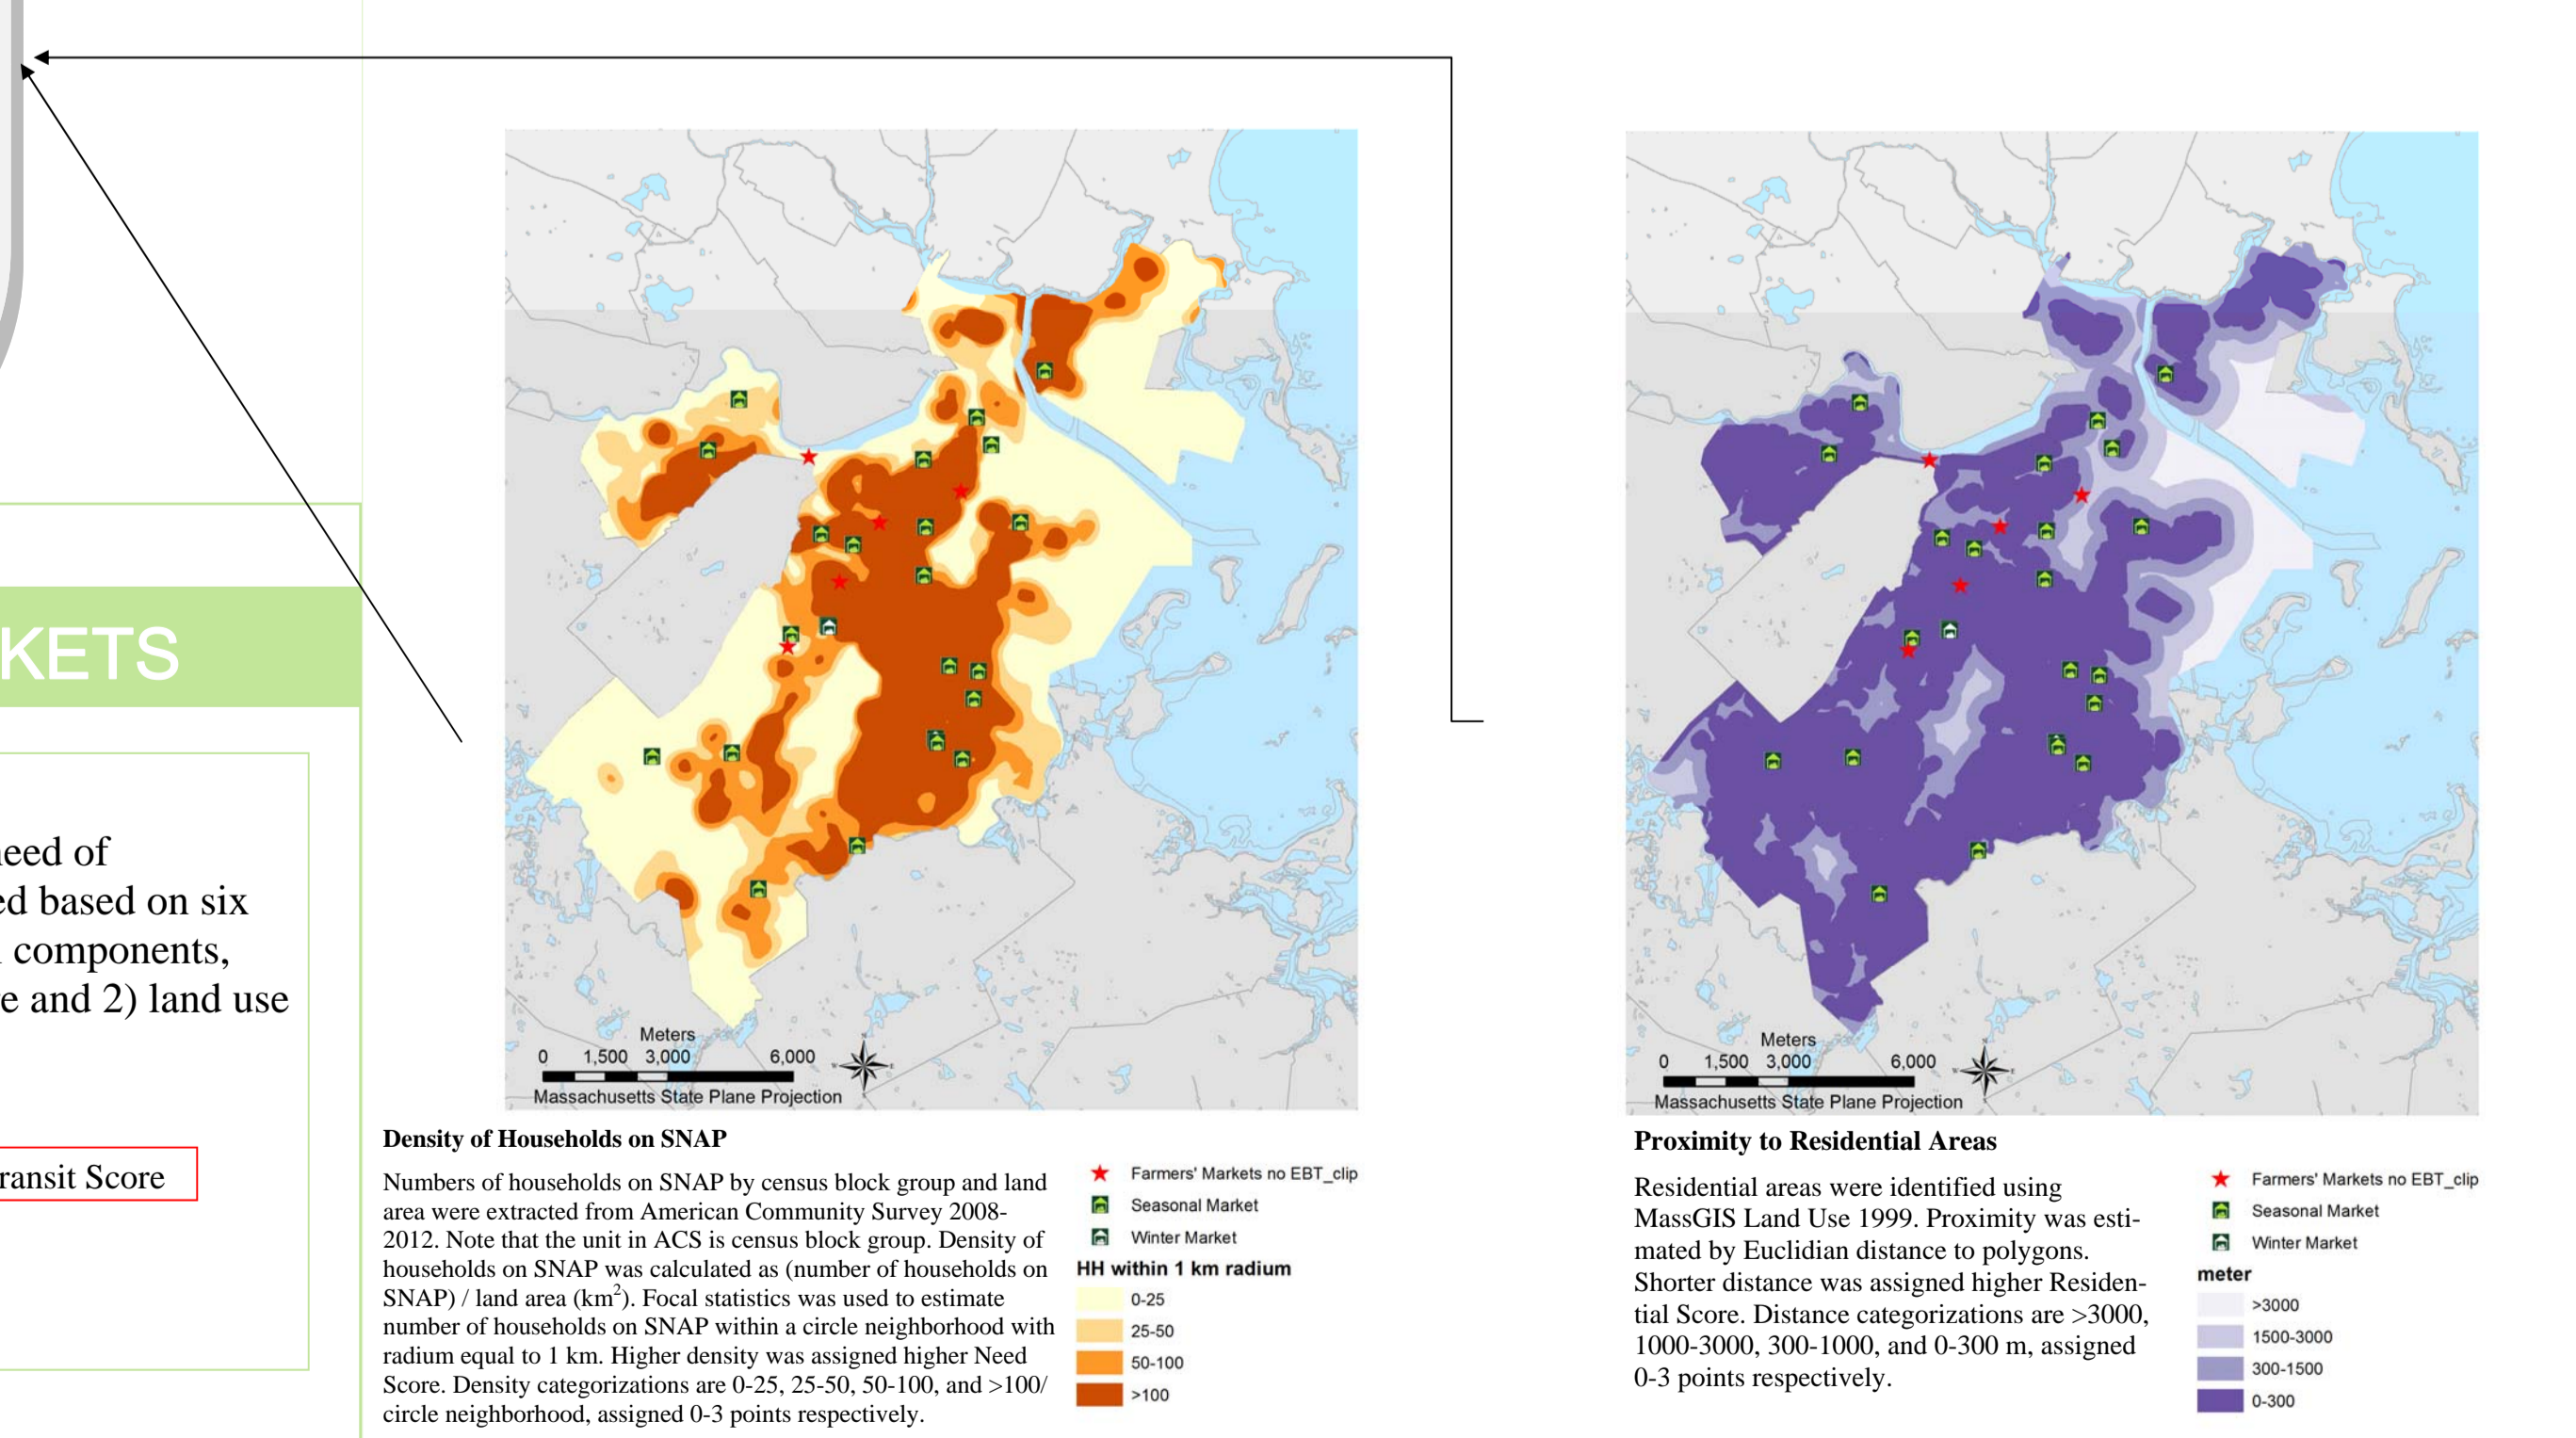 KETS
need of
ed based on six
components,
e and 2) land use
ransit Score
Meters
0 1,500 3,000 6,000
Massachusetts State Plane Projection
Density of Households on SNAP
Numbers of households on SNAP by census block group and land
area were extracted from American Community Survey 2008-
2012. Note that the unit in ACS is census block group. Density of
households on SNAP was calculated as (number of households on
SNAP) / land area (km²). Focal statistics was used to estimate
number of households on SNAP within a circle neighborhood with
radius equal to 1 km. Higher density was assigned higher Need
Score. Density categorizations are 0-25, 25-50, 50-100, and >100/
circle neighborhood, assigned 0-3 points respectively.
Farmers' Markets no EBT_clip
Seasonal Market
Winter Market
HH within 1 km radium
0-25
25-50
50-100
>100
Meters
0 1,500 3,000 6,000
Massachusetts State Plane Projection
Proximity to Residential Areas
Residential areas were identified using
MassGIS Land Use 1999. Proximity was esti-
mated by Euclidian distance to polygons.
Shorter distance was assigned higher Residen-
tial Score. Distance categorizations are >3000,
1000-3000, 300-1000, and 0-300 m, assigned
0-3 points respectively.
Farmers' Markets no EBT_clip
Seasonal Market
Winter Market
meter
>3000
1500-3000
300-1500
0-300